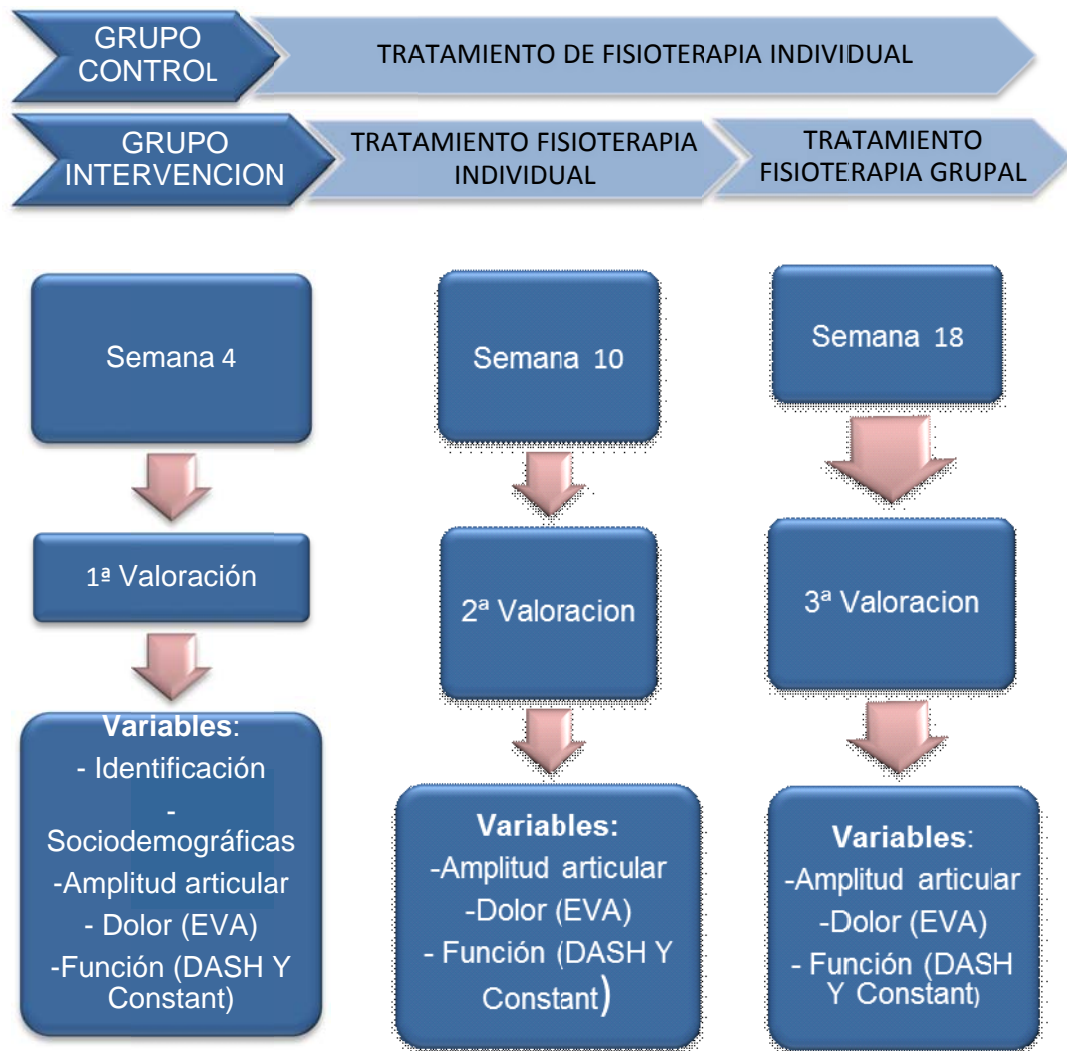 GRUPO
CONTROL
TRATAMIENTO DE FISIOTERAPIA INDIVIDUAL
GRUPO
INTERVENCION
TRATAMIENTO FISIOTERAPIA
INDIVIDUAL
TRATAMIENTO
FISIOTERAPIA GRUPAL
Semana 4
1ª Valoración
Variables:
- Identificación
-
Sociodemográficas
-Amplitud articular
- Dolor (EVA)
-Función (DASH Y
Constant)
Semana 10
2ª Valoracion
Variables:
-Amplitud articular
-Dolor (EVA)
- Función (DASH Y
Constant)
Semana 18
3ª Valoracion
Variables:
-Amplitud articular
-Dolor (EVA)
- Función (DASH
Y Constant)